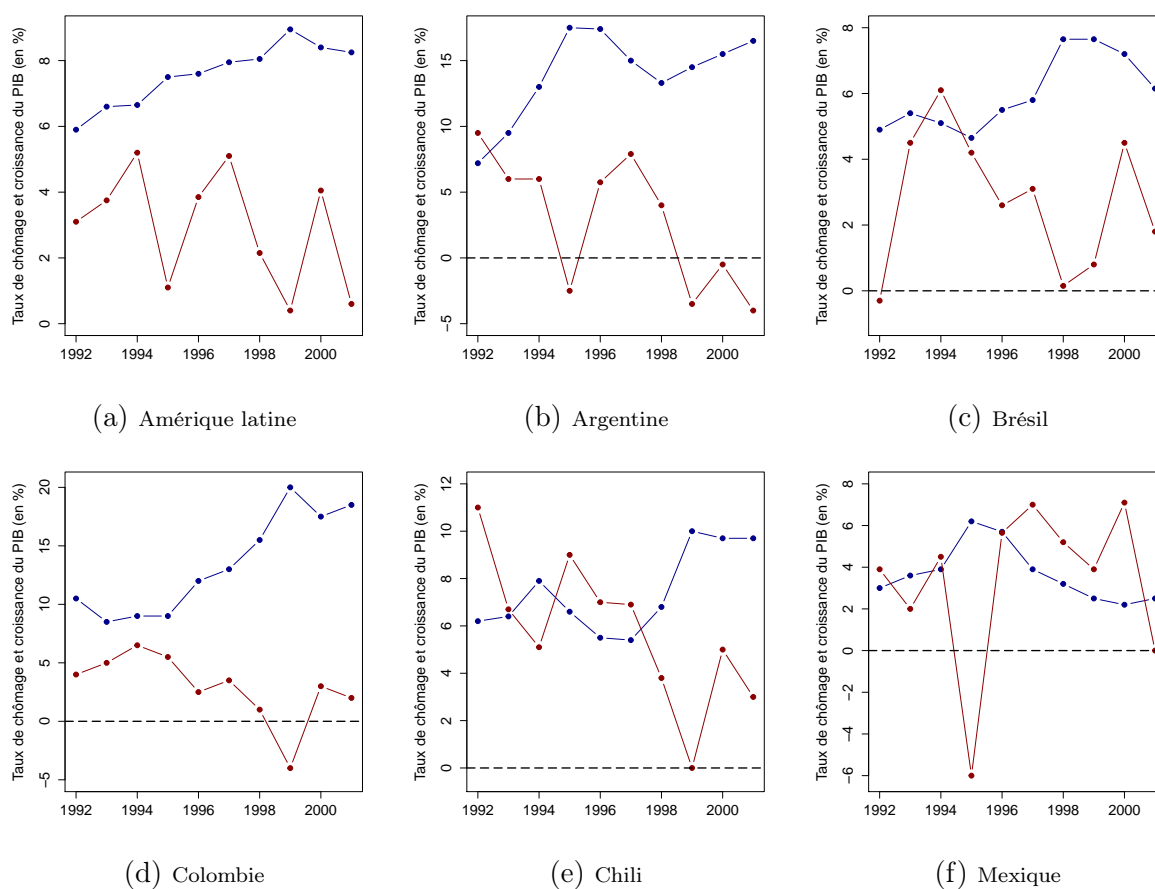 Taux de chômage et croissance du PIB (en %)
0 2 4 6 8
1992 1994 1996 1998 2000
(a) Amérique latine
Taux de chômage et croissance du PIB (en %)
−5 0 5 10 15
1992 1994 1996 1998 2000
(b) Argentine
Taux de chômage et croissance du PIB (en %)
0 2 4 6 8
1992 1994 1996 1998 2000
(c) Brésil
Taux de chômage et croissance du PIB (en %)
−5 0 5 10 15 20
1992 1994 1996 1998 2000
(d) Colombie
Taux de chômage et croissance du PIB (en %)
0 2 4 6 8 10 12
1992 1994 1996 1998 2000
(e) Chili
Taux de chômage et croissance du PIB (en %)
−6 −4 −2 0 2 4 6 8
1992 1994 1996 1998 2000
(f) Mexique